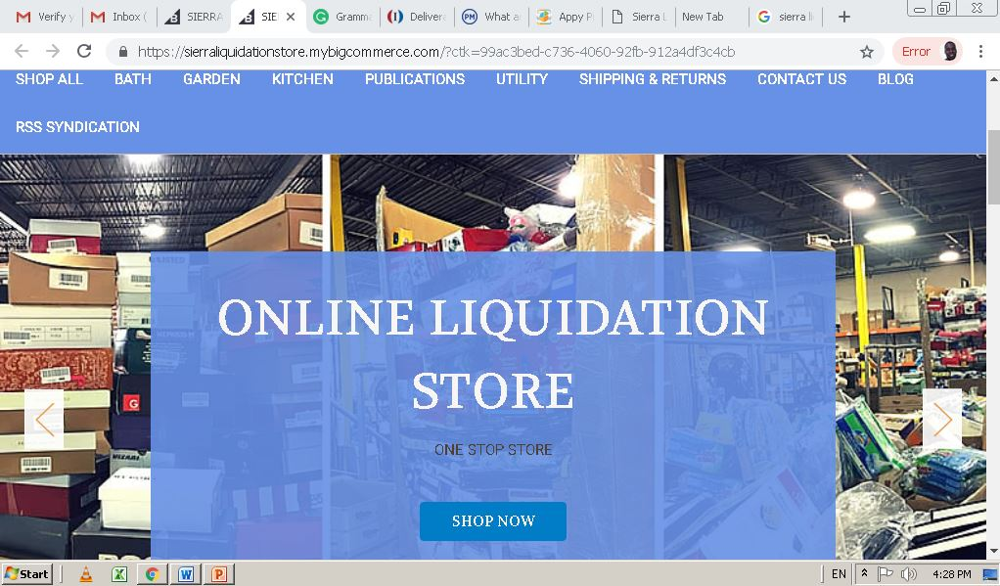 Verify y
Inbox (
SIERRA
SIE
Gramma
Delivera
What a
Appy P
Sierra L
New Tab
sierra li
https://sierraliquidationstore.mybigcommerce.com/?ctk=99ac3bed-c736-4060-92fb-912a4df3c4cb
Error
SHOP ALL BATH GARDEN KITCHEN PUBLICATIONS UTILITY SHIPPING & RETURNS CONTACT US BLOG
RSS SYNDICATION
ONLINE LIQUIDATION
STORE
ONE STOP STORE
SHOP NOW
Start
EN
4:28 PM